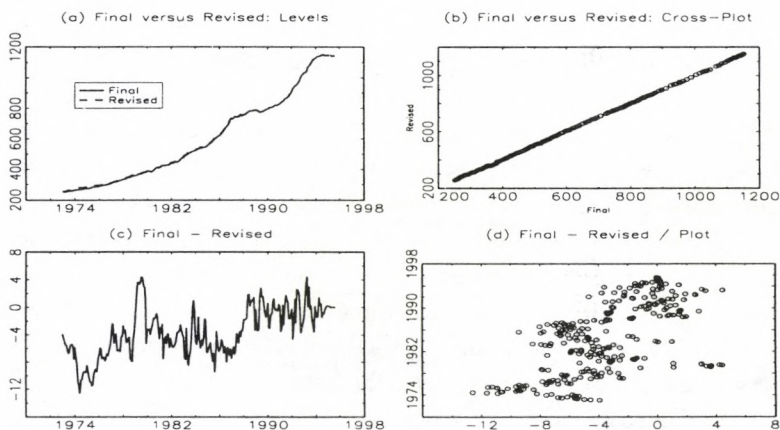 (a) Final versus Revised: Levels
1200
1000
800
600
400
200
Final
Revised
1974 1982 1990 1998
(b) Final versus Revised: Cross-Plot
Revised
1000
600
200
200 400 600 800 1000 1200
Final
(c) Final - Revised
8
4
0
-4
-12
1974 1982 1990 1998
(d) Final - Revised / Plot
1998
1990
1982
1974
-12 -8 -4 0 4 8